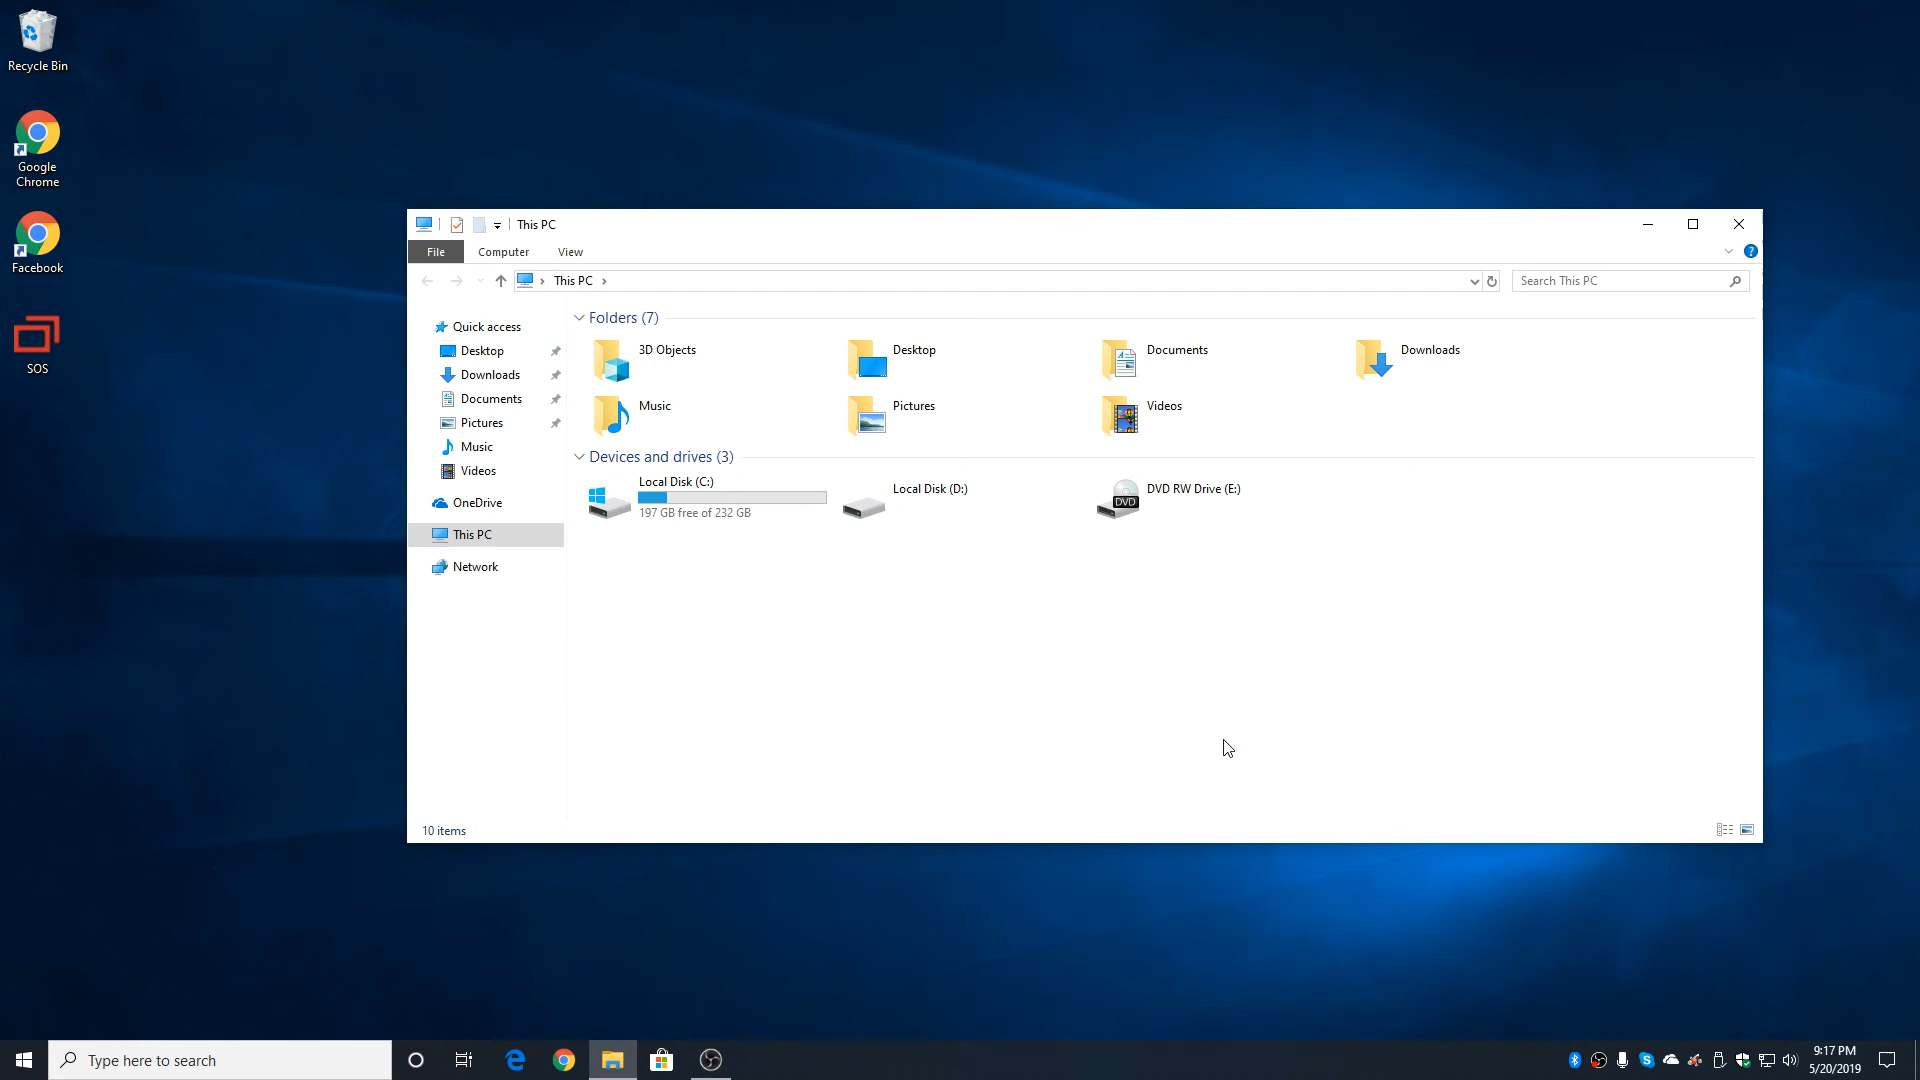 Recycle Bin
Google
Chrome
Facebook
SOS
This PC
File
Computer
View
?
This PC
Search This PC
Quick access
Desktop
Downloads
Documents
Pictures
Music
Videos
OneDrive
This PC
Network
Folders (7)
3D Objects
Desktop
Documents
Downloads
Music
Pictures
Videos
Devices and drives (3)
Local Disk (C:)
197 GB free of 232 GB
Local Disk (D:)
DVD
DVD RW Drive (E:)
10 items
Type here to search
9:17 PM
5/20/2019